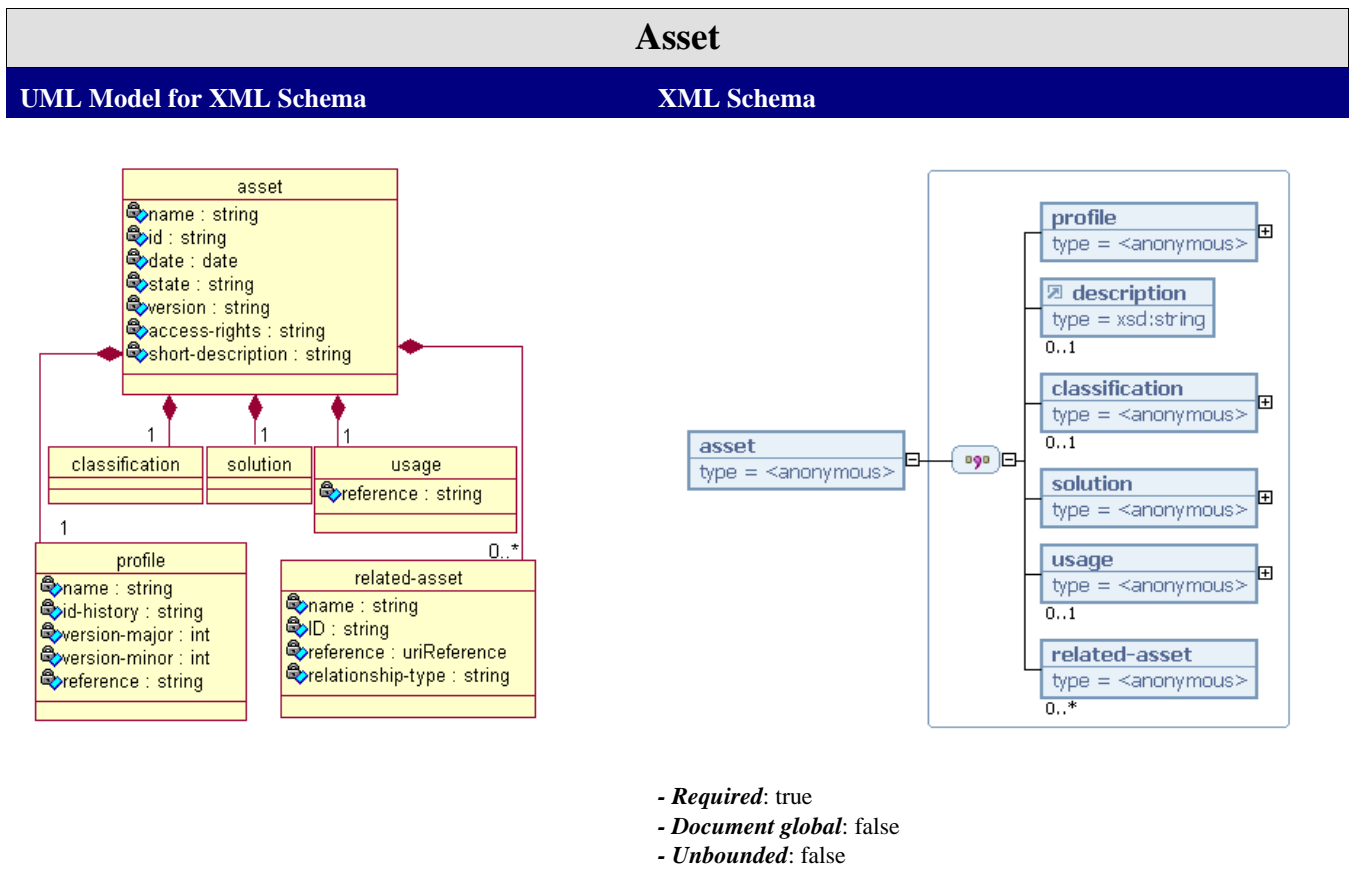 Asset
UML Model for XML Schema
XML Schema
asset
name : string
id : string
date : date
state : string
version : string
access-rights : string
short-description : string
1
1
1
classification
solution
usage
reference : string
1
profile
name : string
id-history : string
version-major : int
version-minor : int
reference : string
0..*
related-asset
name : string
ID : string
reference : uriReference
relationship-type : string
asset
type = <anonymous>
profile
type = <anonymous>
description
type = xsd:string
0..1
classification
type = <anonymous>
0..1
solution
type = <anonymous>
usage
type = <anonymous>
0..1
related-asset
type = <anonymous>
0..*
- Required: true
- Document global: false
- Unbounded: false